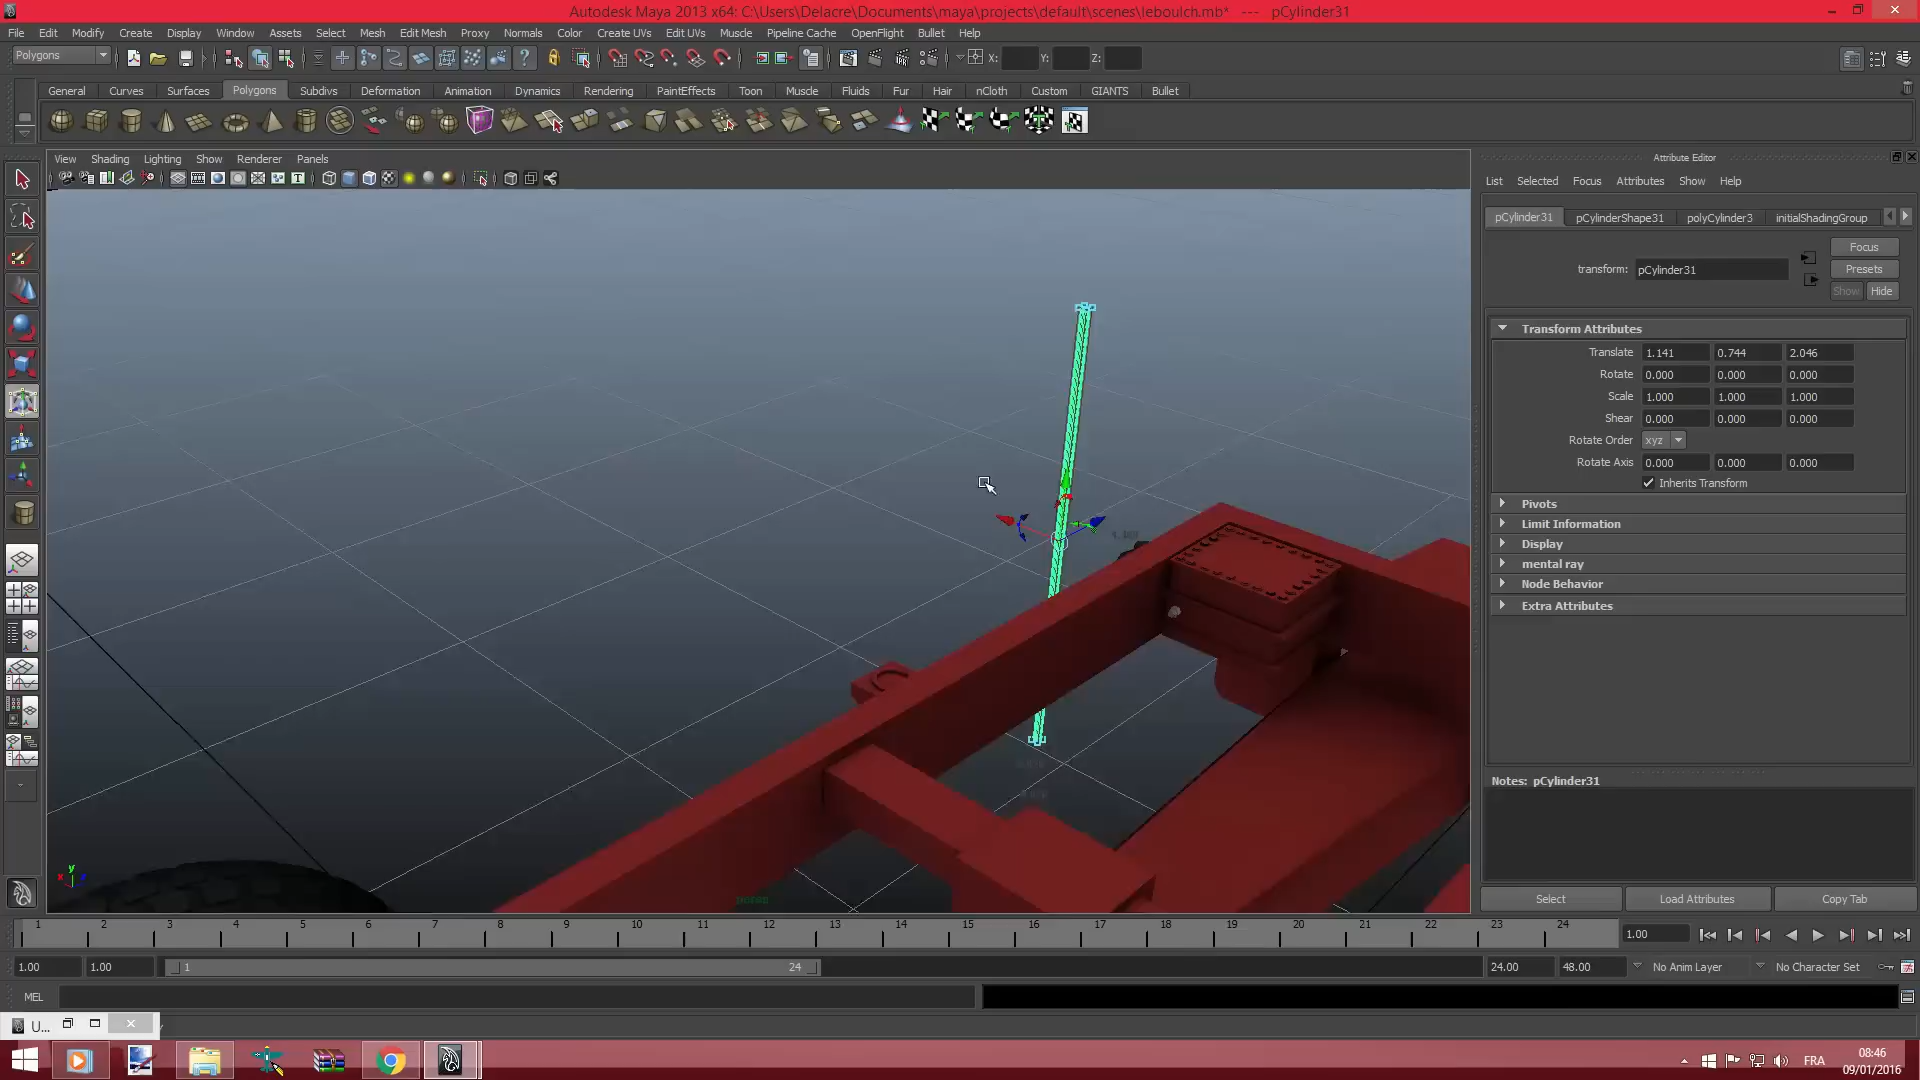 Autodesk Maya 2013 x64: C:\Users\Delacre\Documents\maya\projects\default\scenes\leboulch.mb* --- pCylinder31
File Edit Modify Create Display Window Assets Select Mesh Edit Mesh Proxy Normals Color Create UVs Edit UVs Muscle Pipeline Cache OpenFlight Bullet Help
Polygons X: Y: Z:
General Curves Surfaces Polygons Subdivs Deformation Animation Dynamics Rendering PaintEffects Toon Muscle Fluids Fur Hair nCloth Custom GIANTS Bullet
View Shading Lighting Show Renderer Panels
Attribute Editor
List Selected Focus Attributes Show Help
pCylinder31 pCylinderShape31 polyCylinder3 initialShadingGroup
Focus
transform: pCylinder31 Presets
Show Hide
Transform Attributes
Translate 1.141 0.744 2.046
Rotate 0.000 0.000 0.000
Scale 1.000 1.000 1.000
Shear 0.000 0.000 0.000
Rotate Order xyz
Rotate Axis 0.000 0.000 0.000
Inherits Transform
Pivots
Limit Information
Display
mental ray
Node Behavior
Extra Attributes
Notes: pCylinder31
y
x
persp
Select Load Attributes Copy Tab
1 2 3 4 5 6 7 8 9 10 11 12 13 14 15 16 17 18 19 20 21 22 23 24 1.00
1.00 1.00 1 24 24.00 48.00 No Anim Layer No Character Set
MEL
U...
FRA
08:46
09/01/2016